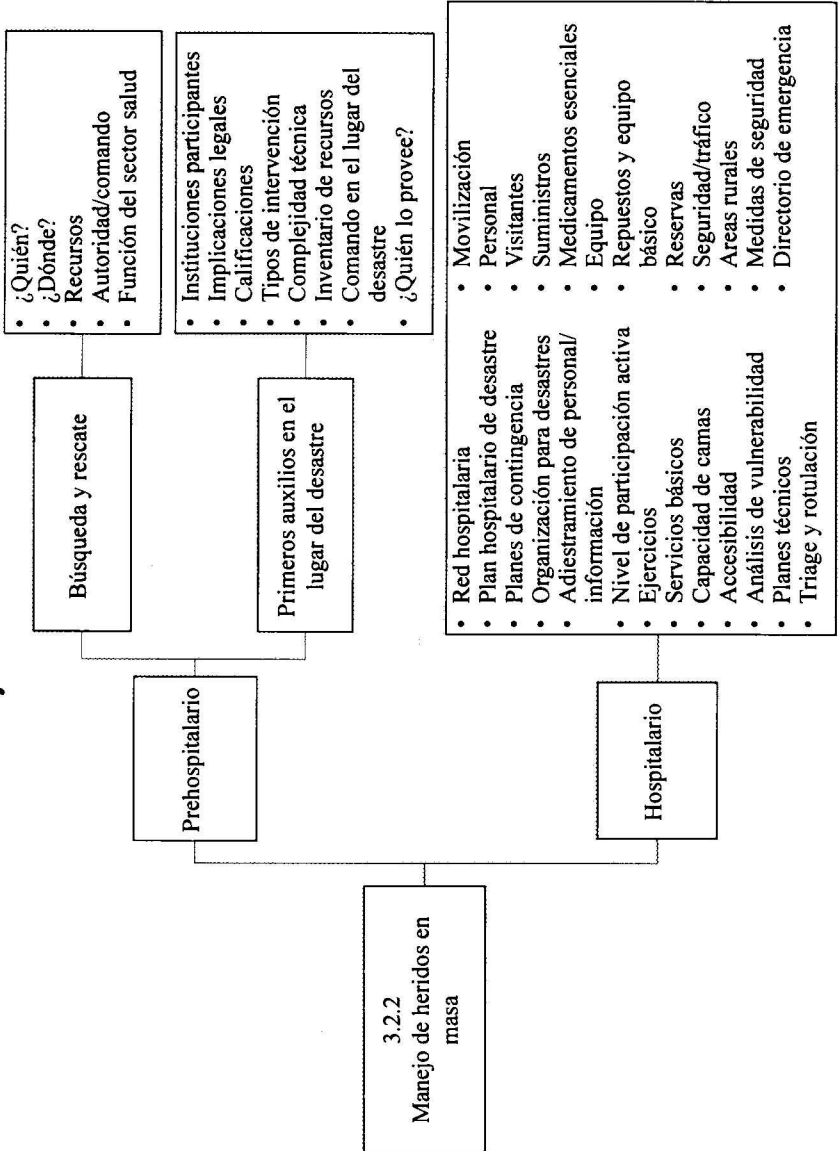 3.2.2
Manejo de heridos en
masa
Prehospitalario
Búsqueda y rescate
• ¿Quién?
• ¿Dónde?
• Recursos
• Autoridad/comando
• Función del sector salud
Primeros auxilios en el
lugar del desastre
• Instituciones participantes
• Implicaciones legales
• Calificaciones
• Tipos de intervención
• Complejidad técnica
• Inventario de recursos
• Comando en el lugar del
desastre
• ¿Quién lo provee?
Hospitalario
• Red hospitalaria
• Plan hospitalario de desastre
• Planes de contingencia
• Organización para desastres
• Adiestramiento de personal/
información
• Nivel de participación activa
• Ejercicios
• Servicios básicos
• Capacidad de camas
• Accesibilidad
• Análisis de vulnerabilidad
• Planes técnicos
• Triage y rotulación
• Movilización
• Personal
• Visitantes
• Suministros
• Medicamentos esenciales
• Equipo
• Repuestos y equipo
básico
• Reservas
• Seguridad/tráfico
• Areas rurales
• Medidas de seguridad
• Directorio de emergencia